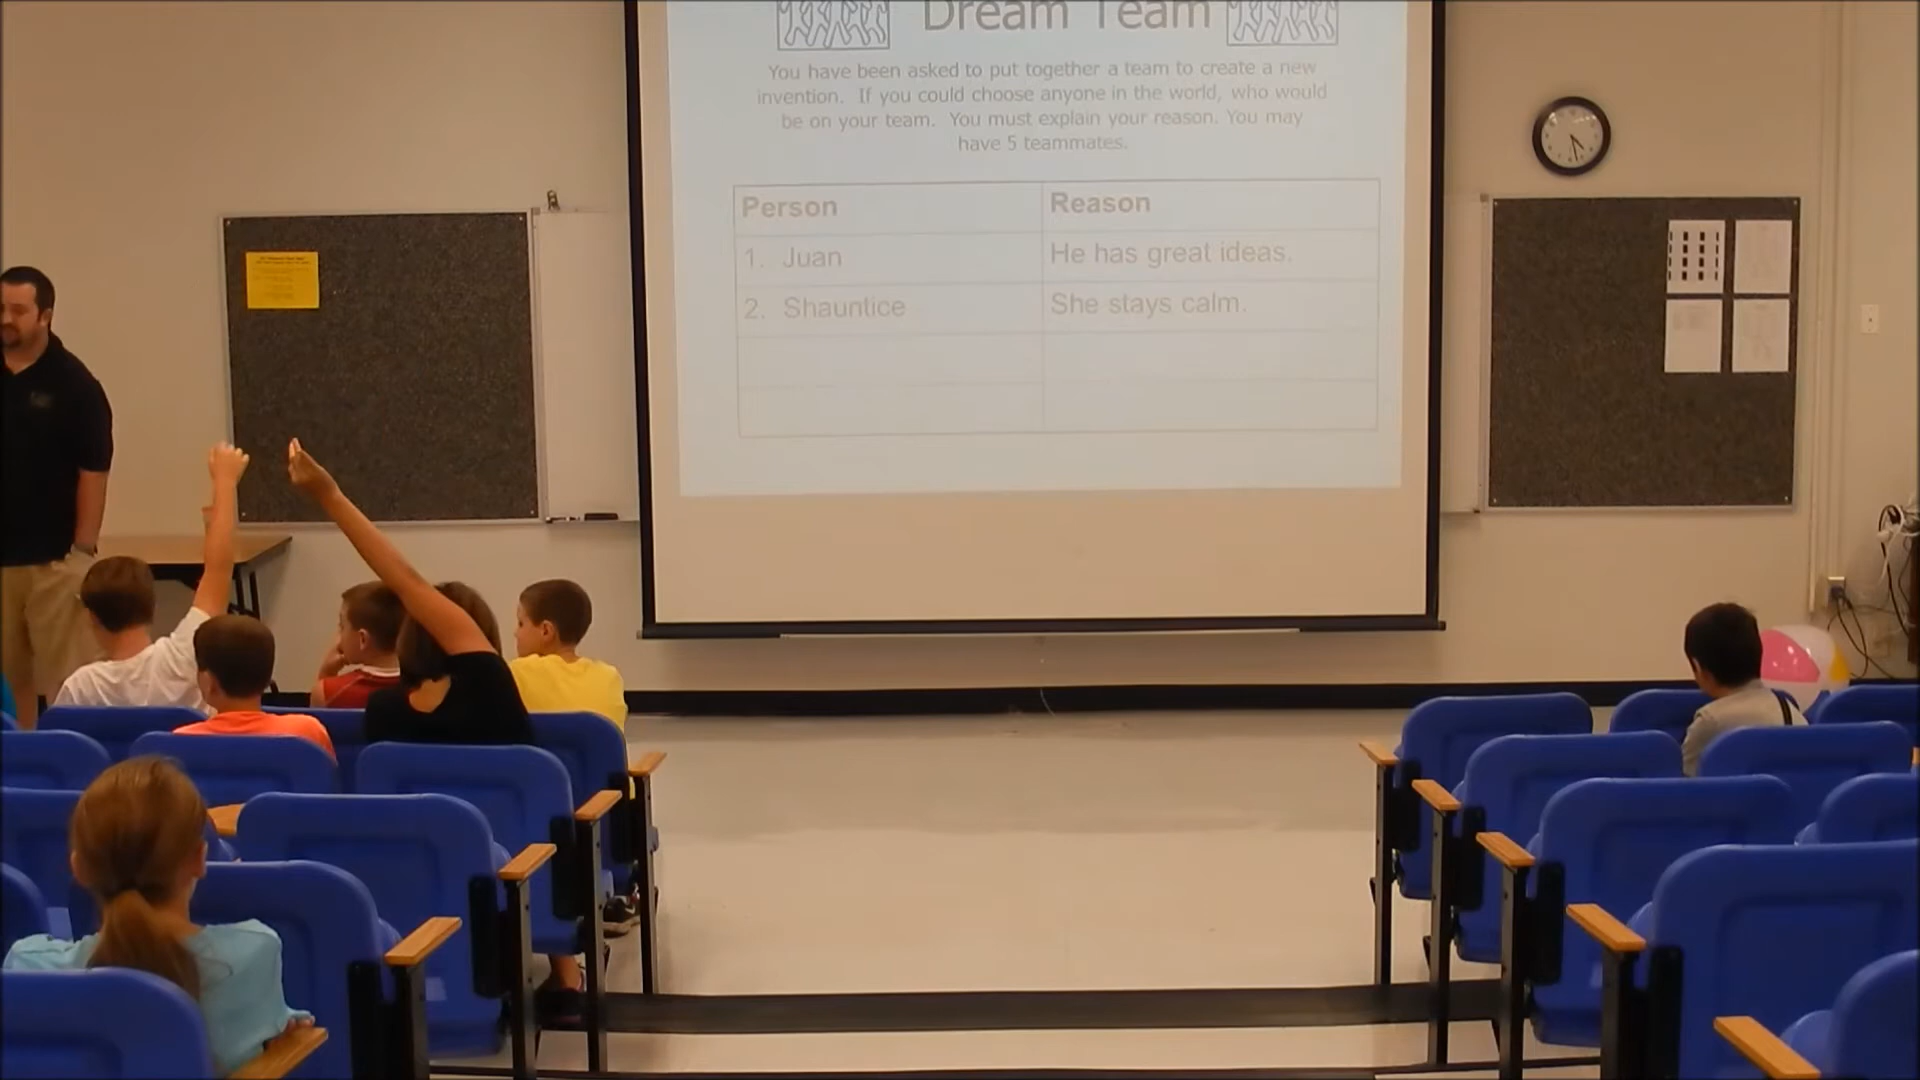 Dream Team
You have been asked to put together a team to create a new
invention. If you could choose anyone in the world, who would
be on your team. You must explain your reason. You may
have 5 teammates.
Person Reason
1. Juan He has great ideas.
2. Shauntice She stays calm.